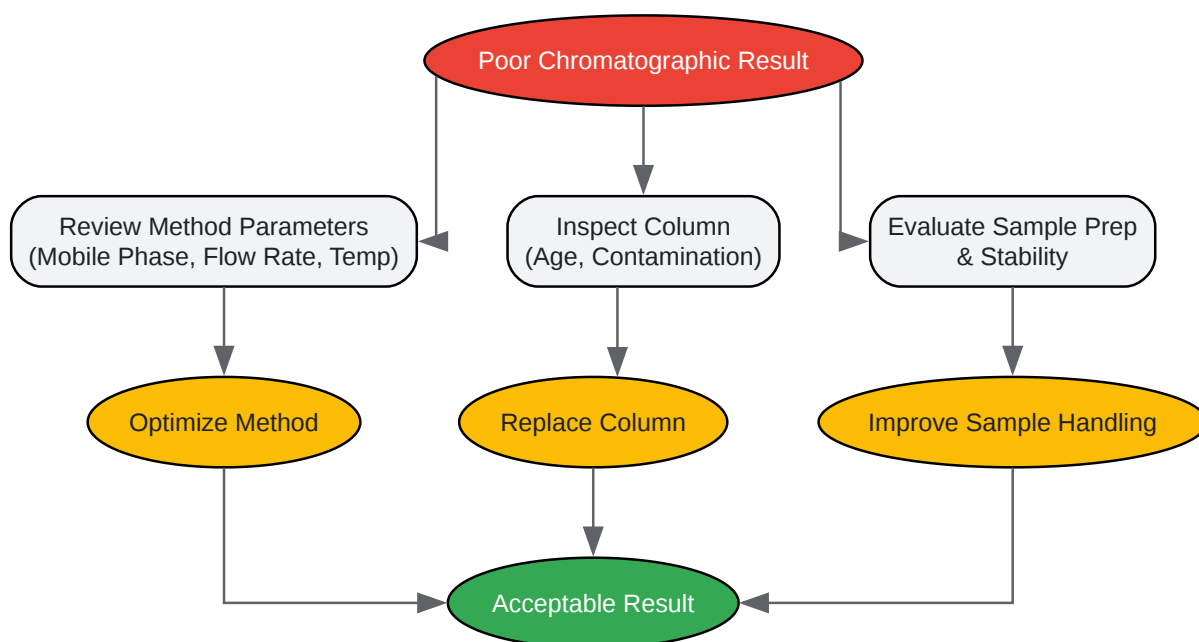 Poor Chromatographic Result
Review Method Parameters
(Mobile Phase, Flow Rate, Temp)
Inspect Column
(Age, Contamination)
Evaluate Sample Prep
& Stability
Optimize Method
Replace Column
Improve Sample Handling
Acceptable Result